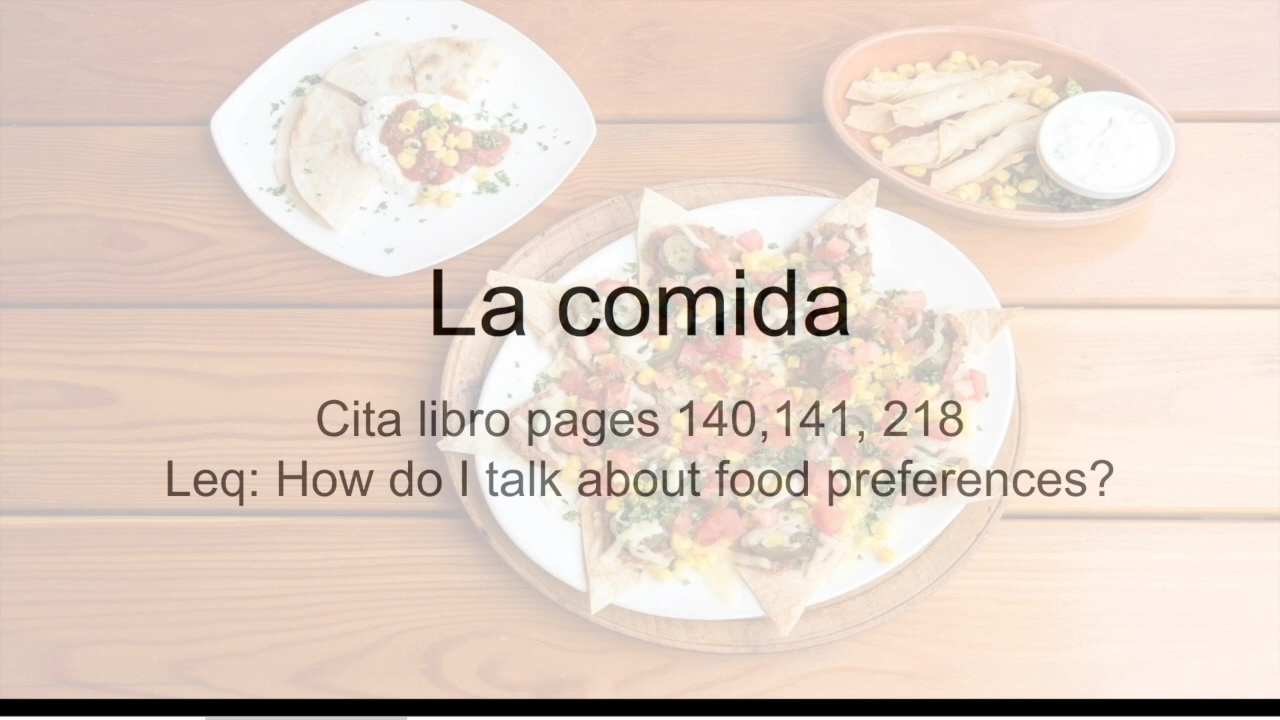 La comida
Cita libro pages 140,141, 218
Leq: How do I talk about food preferences?